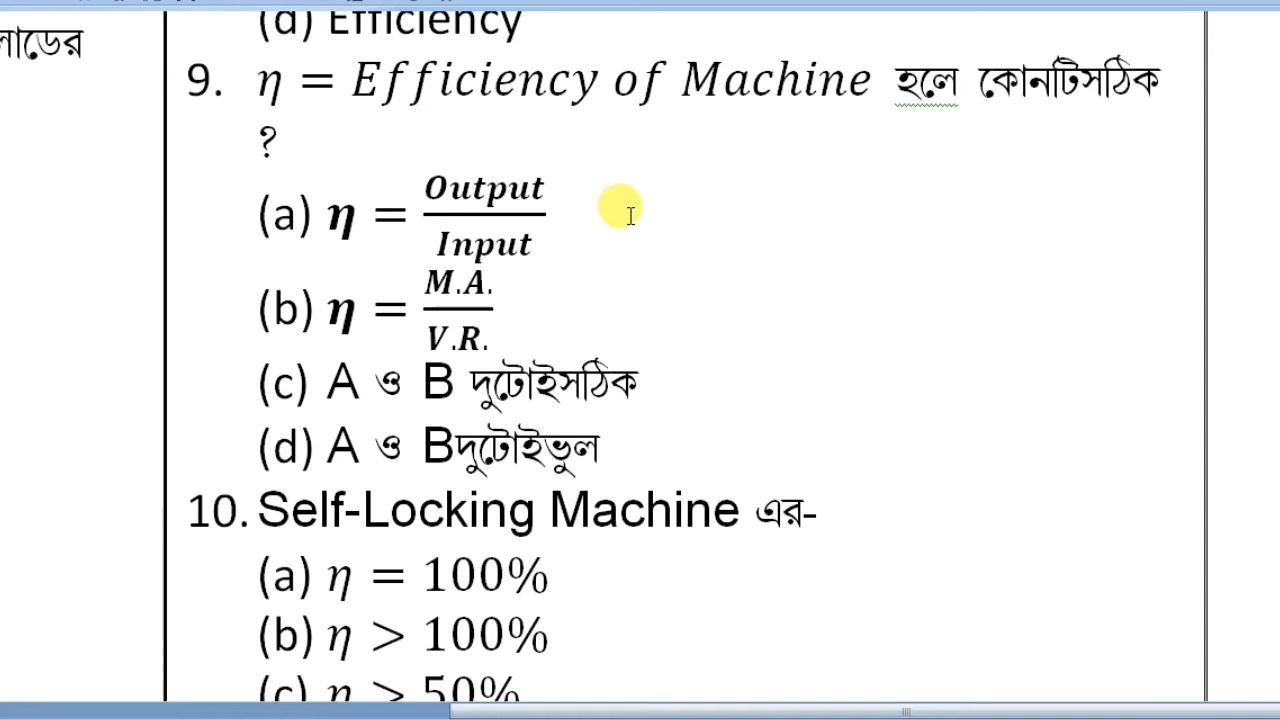 লাডের
(d) Efficiency
9. η = Efficiency of Machine হলে কোনটিসঠিক
?
(a) η = Output / Input
(b) η = M.A. / V.R.
(c) A ও B দুটোইসঠিক
(d) A ও Bদুটোইভুল
10. Self-Locking Machine এর-
(a) η = 100%
(b) η > 100%
(c) η > 50%